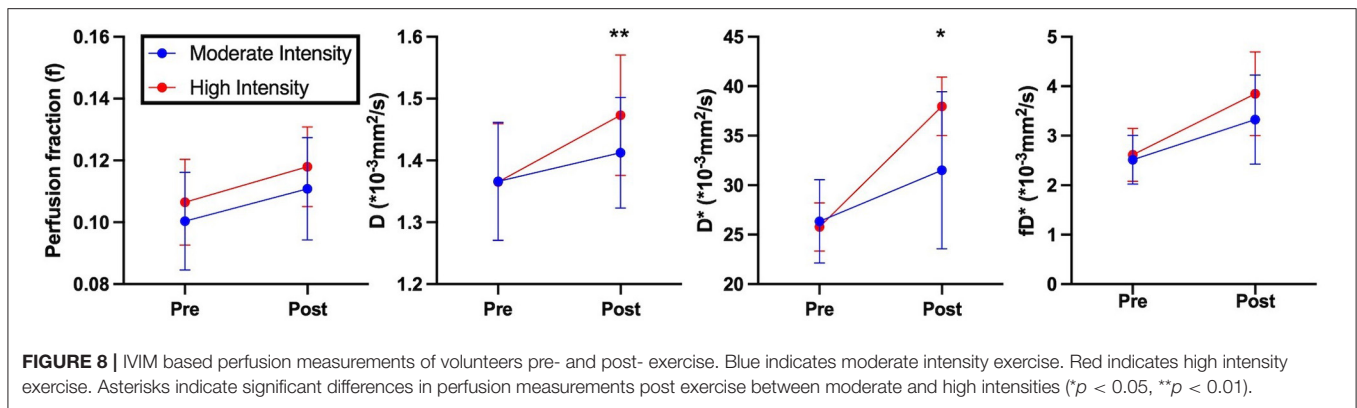 Perfusion fraction (f)
0.16
0.14
0.12
0.10
0.08
Moderate Intensity
High Intensity
Pre Post
D (*10⁻³mm²/s)
1.6
1.5
1.4
1.3
1.2
**
Pre Post
D* (*10⁻³mm²/s)
45
40
35
30
25
20
*
Pre Post
fD* (*10⁻³mm²/s)
5
4
3
2
1
0
Pre Post
FIGURE 8 | IVIM based perfusion measurements of volunteers pre- and post- exercise. Blue indicates moderate intensity exercise. Red indicates high intensity
exercise. Asterisks indicate significant differences in perfusion measurements post exercise between moderate and high intensities (*p < 0.05, **p < 0.01).